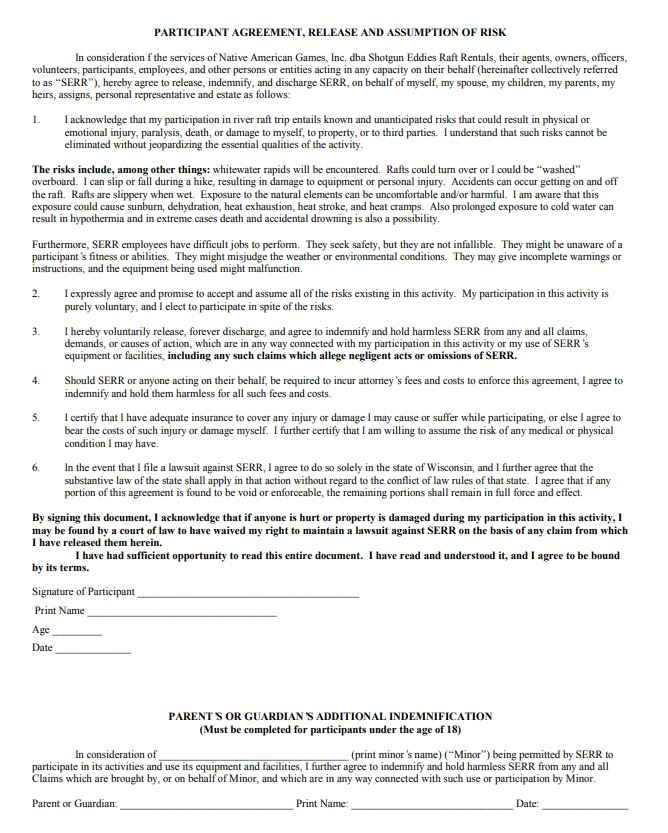 PARTICIPANT AGREEMENT, RELEASE AND ASSUMPTION OF RISK
In consideration f the services of Native American Games, Inc. dba Shotgun Eddies Raft Rentals, their agents, owners, officers,
volunteers, participants, employees, and other persons or entities acting in any capacity on their behalf (hereinafter collectively referred
to as “SERR”), hereby agree to release, indemnify, and discharge SERR, on behalf of myself, my spouse, my children, my parents, my
heirs, assigns, personal representative and estate as follows:
1. I acknowledge that my participation in river raft trip entails known and unanticipated risks that could result in physical or
emotional injury, paralysis, death, or damage to myself, to property, or to third parties. I understand that such risks cannot be
eliminated without jeopardizing the essential qualities of the activity.
The risks include, among other things: whitewater rapids will be encountered. Rafts could turn over or I could be “washed”
overboard. I can slip or fall during a hike, resulting in damage to equipment or personal injury. Accidents can occur getting on and off
the raft. Rafts are slippery when wet. Exposure to the natural elements can be uncomfortable and/or harmful. I am aware that this
exposure could cause sunburn, dehydration, heat exhaustion, heat stroke, and heat cramps. Also prolonged exposure to cold water can
result in hypothermia and in extreme cases death and accidental drowning is also a possibility.
Furthermore, SERR employees have difficult jobs to perform. They seek safety, but they are not infallible. They might be unaware of a
participant’s fitness or abilities. They might misjudge the weather or environmental conditions. They may give incomplete warnings or
instructions, and the equipment being used might malfunction.
2. I expressly agree and promise to accept and assume all of the risks existing in this activity. My participation in this activity is
purely voluntary, and I elect to participate in spite of the risks.
3. I hereby voluntarily release, forever discharge, and agree to indemnify and hold harmless SERR from any and all claims,
demands, or causes of action, which are in any way connected with my participation in this activity or my use of SERR’s
equipment or facilities, including any such claims which allege negligent acts or omissions of SERR.
4. Should SERR or anyone acting on their behalf, be required to incur attorney’s fees and costs to enforce this agreement, I agree to
indemnify and hold them harmless for all such fees and costs.
5. I certify that I have adequate insurance to cover any injury or damage I may cause or suffer while participating, or else I agree to
bear the costs of such injury or damage myself. I further certify that I am willing to assume the risk of any medical or physical
condition I may have.
6. In the event that I file a lawsuit against SERR, I agree to do so solely in the state of Wisconsin, and I further agree that the
substantive law of the state shall apply in that action without regard to the conflict of law rules of that state. I agree that if any
portion of this agreement is found to be void or enforceable, the remaining portions shall remain in full force and effect.
By signing this document, I acknowledge that if anyone is hurt or property is damaged during my participation in this activity, I
may be found by a court of law to have waived my right to maintain a lawsuit against SERR on the basis of any claim from which
I have released them herein.
I have had sufficient opportunity to read this entire document. I have read and understood it, and I agree to be bound
by its terms.
Signature of Participant ________________
Print Name ________________
Age ________
Date ________
PARENT’S OR GUARDIAN’S ADDITIONAL INDEMNIFICATION
(Must be completed for participants under the age of 18)
In consideration of ________________ (print minor’s name) (“Minor”) being permitted by SERR to
participate in its activities and use its equipment and facilities, I further agree to indemnify and hold harmless SERR from any and all
Claims which are brought by, or on behalf of Minor, and which are in any way connected with such use or participation by Minor.
Parent or Guardian: ________________ Print Name: ________________ Date: ________